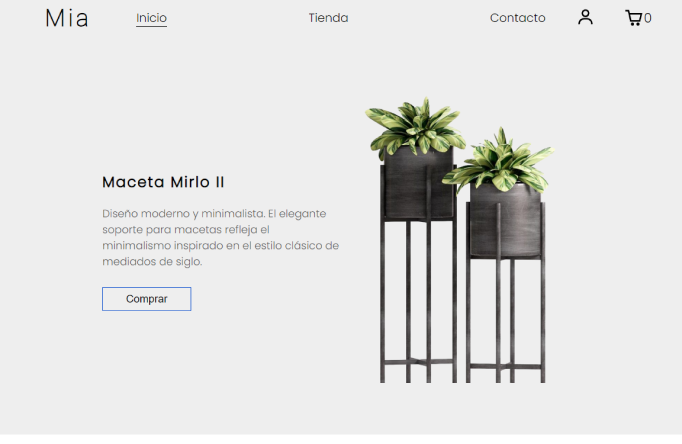 Mia
Inicio
Tienda
Contacto
0
Maceta Mirlo II
Diseño moderno y minimalista. El elegante
soporte para macetas refleja el
minimalismo inspirado en el estilo clásico de
mediados de siglo.
Comprar